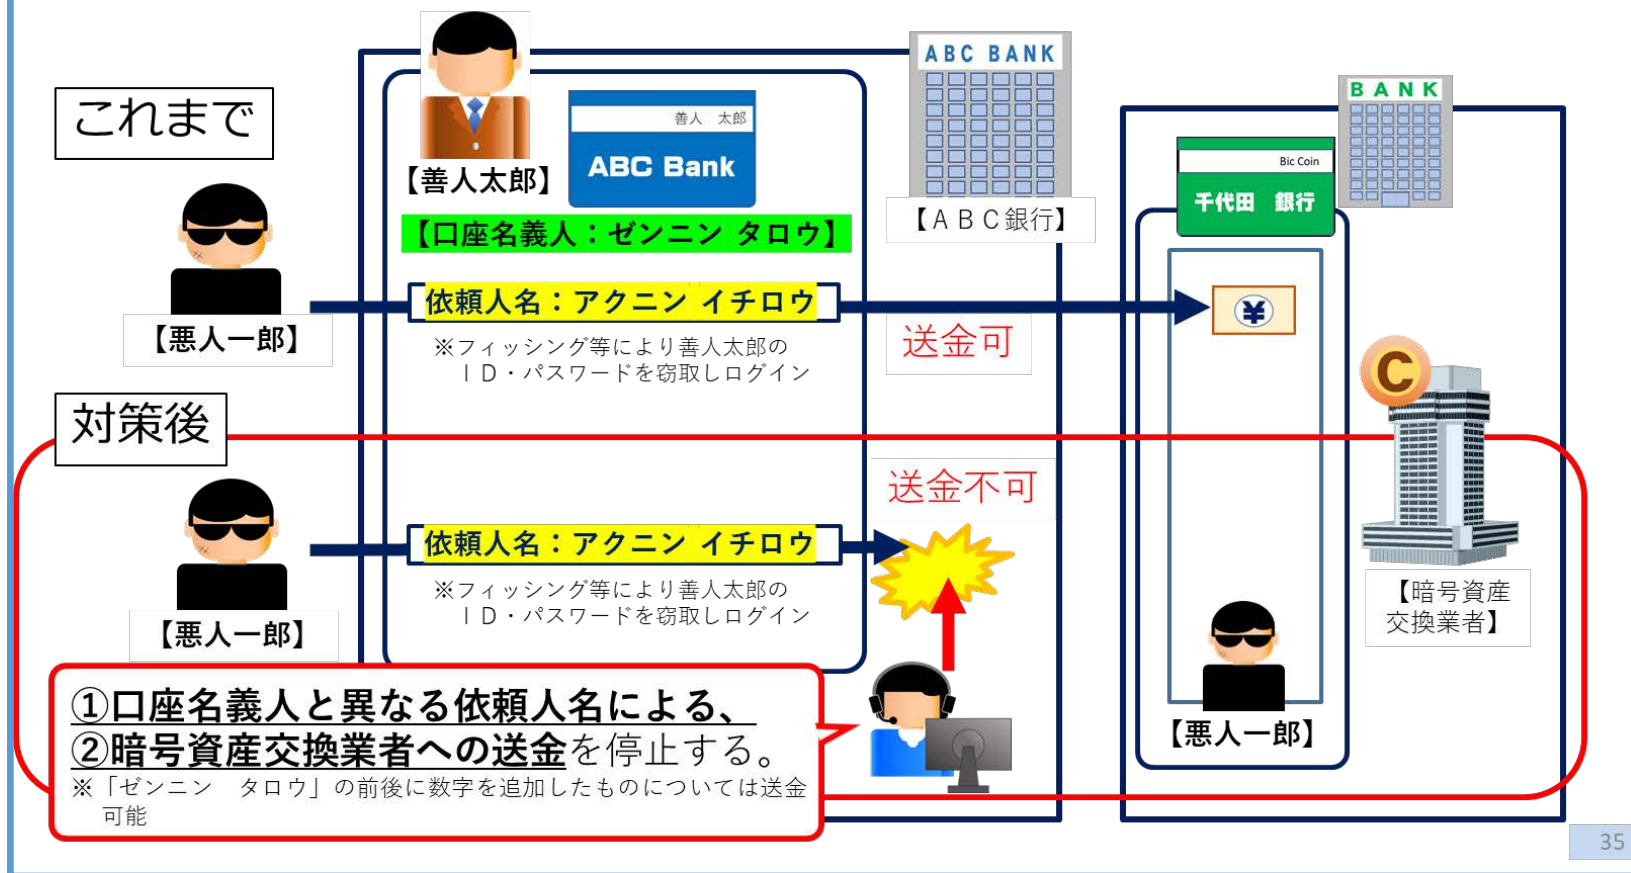 これまで
善人　太郎
ABC Bank
【善人太郎】
【口座名義人：ゼンニン タロウ】
ABC BANK
【ＡＢＣ銀行】
BANK
Bic Coin
千代田　銀行
依頼人名：アクニン イチロウ
※フィッシング等により善人太郎の
ＩＤ・パスワードを窃取しログイン
送金可
¥
【悪人一郎】
C
対策後
送金不可
依頼人名：アクニン イチロウ
※フィッシング等により善人太郎の
ＩＤ・パスワードを窃取しログイン
【悪人一郎】
【暗号資産
交換業者】
【悪人一郎】
①口座名義人と異なる依頼人名による、
②暗号資産交換業者への送金を停止する。
※「ゼンニン　タロウ」の前後に数字を追加したものについては送金
可能
35